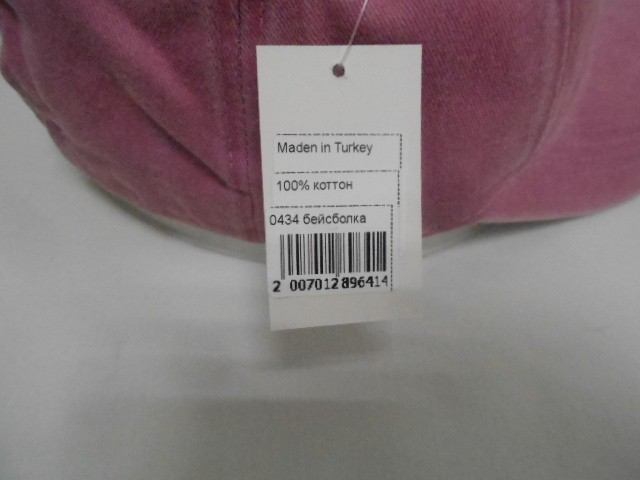 Maden in Turkey
100% коттон
0434 бейсболка
2 007012 896414